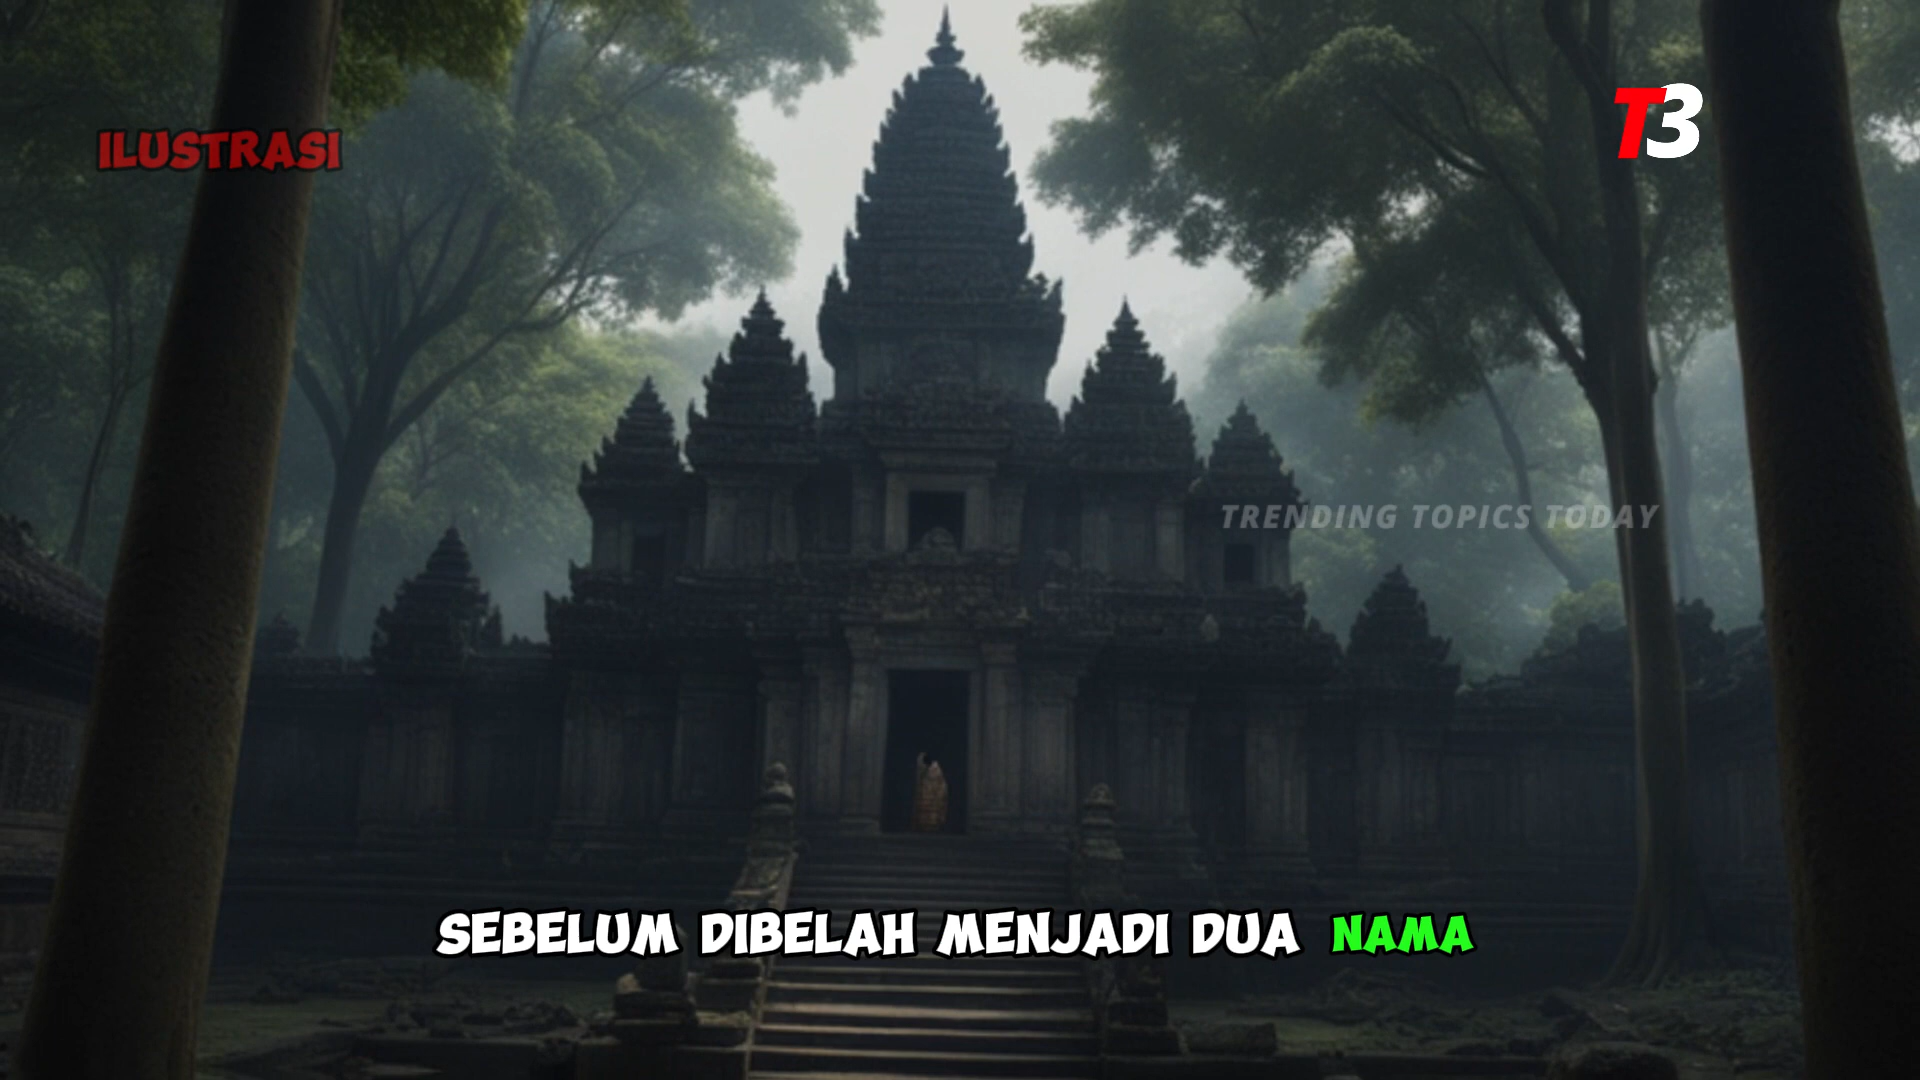 ILUSTRASI
T3
TRENDING TOPICS TODAY
SEBELUM DIBELAH MENJADI DUA NAMA